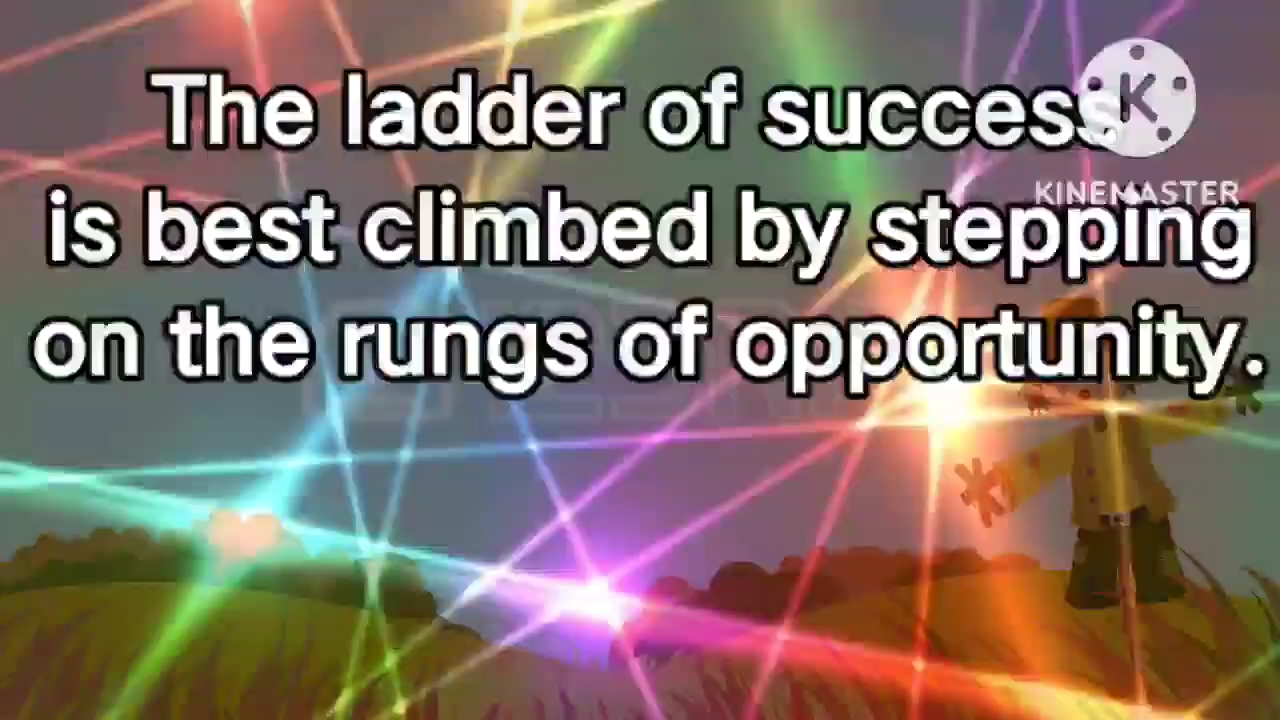 The ladder of success
K
KINEMASTER
is best climbed by stepping
on the rungs of opportunity.